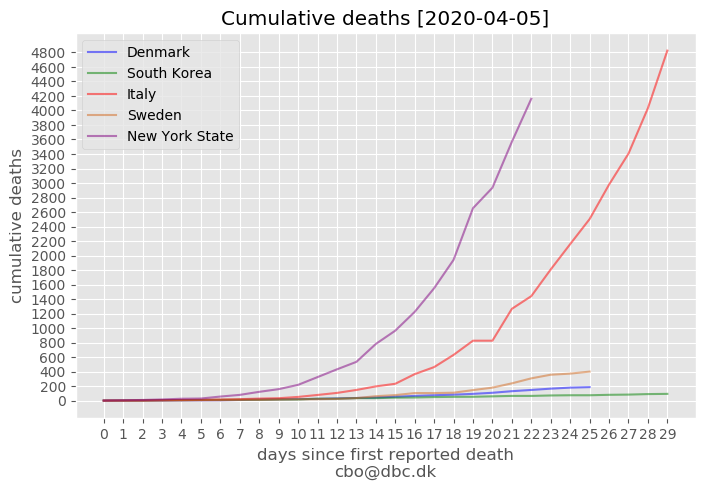 Cumulative deaths [2020-04-05]
Denmark
South Korea
Italy
Sweden
New York State
cumulative deaths
4800
4600
4400
4200
4000
3800
3600
3400
3200
3000
2800
2600
2400
2200
2000
1800
1600
1400
1200
1000
800
600
400
200
0
0 1 2 3 4 5 6 7 8 9 10 11 12 13 14 15 16 17 18 19 20 21 22 23 24 25 26 27 28 29
days since first reported death
cbo@dbc.dk